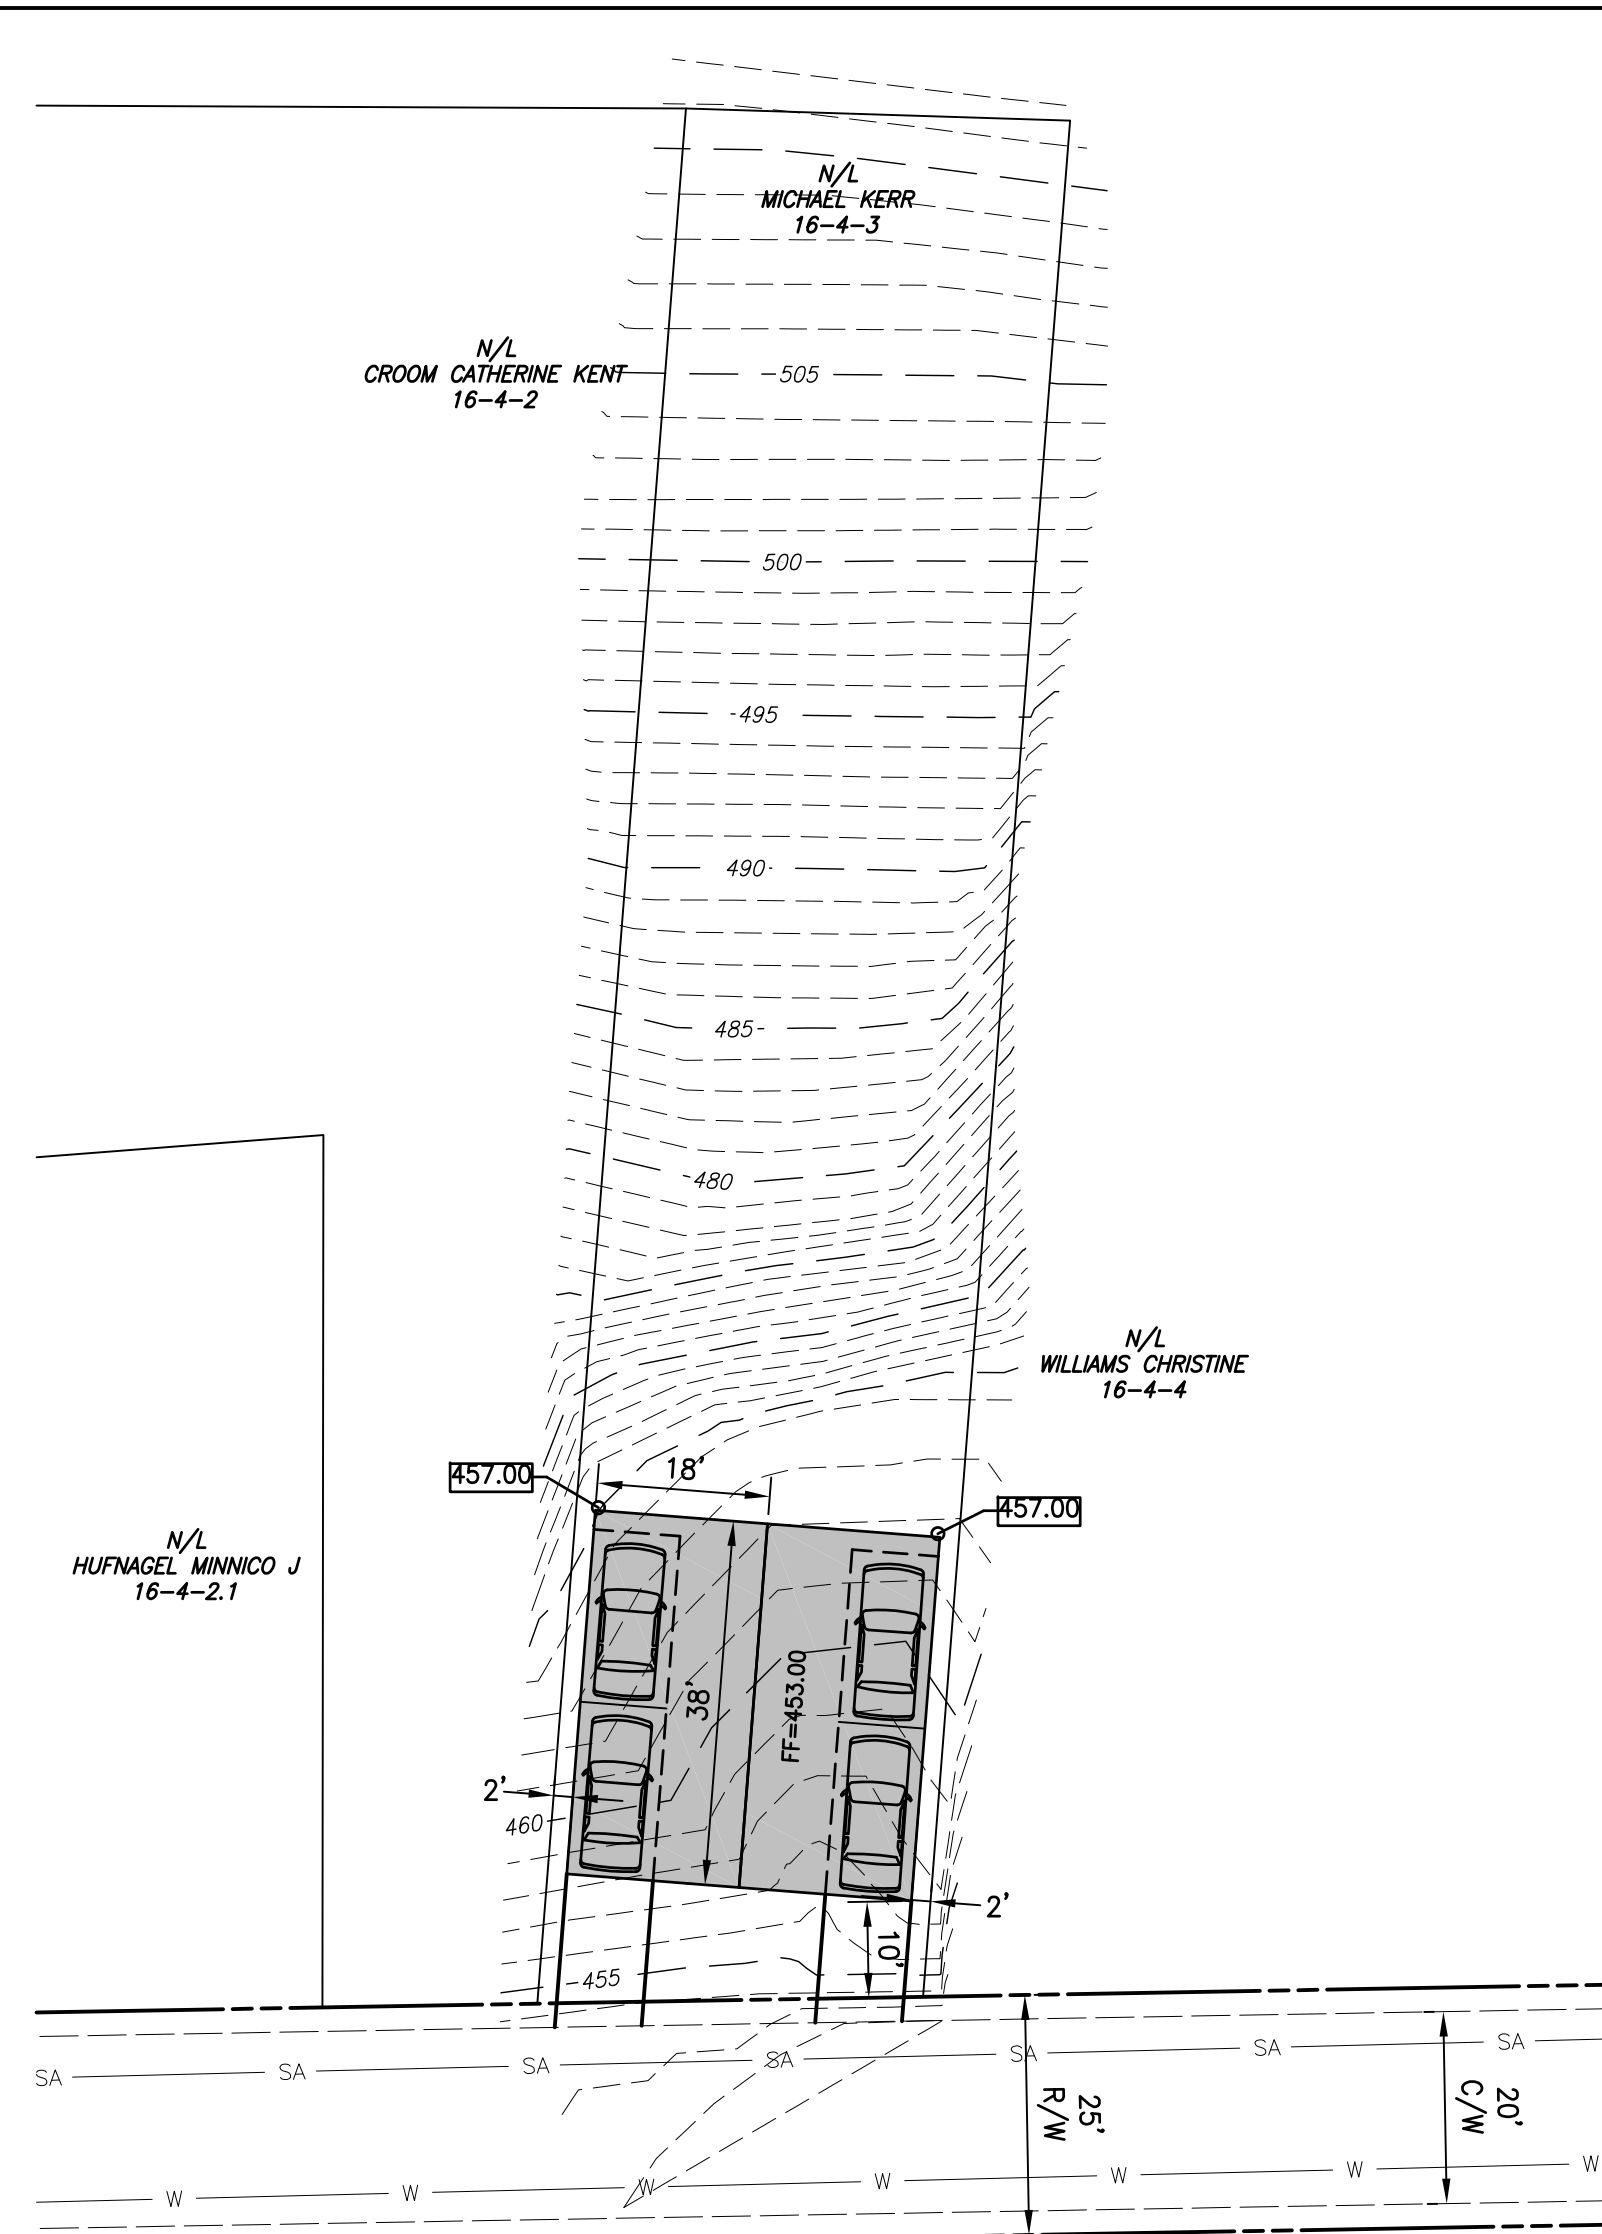 N/L
MICHAEL KERR
16-4-3
N/L
CROOM CATHERINE KENT
16-4-2
505
500
495
490
485
480
N/L
WILLIAMS CHRISTINE
16-4-4
457.00
18'
457.00
N/L
HUFNAGEL MINNICO J
16-4-2.1
38'
FF=453.00
2'
460
2'
10'
455
SA SA SA SA SA SA SA
25'
R/W
20'
C/W
W W W W W W W